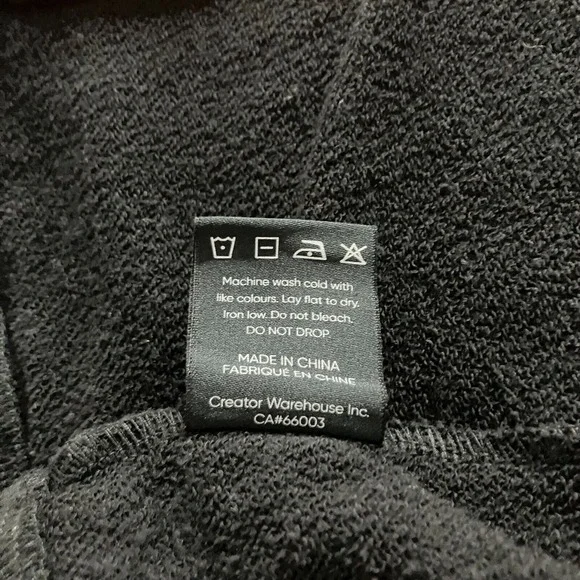 Machine wash cold with
like colours. Lay flat to dry.
Iron low. Do not bleach.
DO NOT DROP.
MADE IN CHINA
FABRIQUÉ EN CHINE
Creator Warehouse Inc.
CA#66003